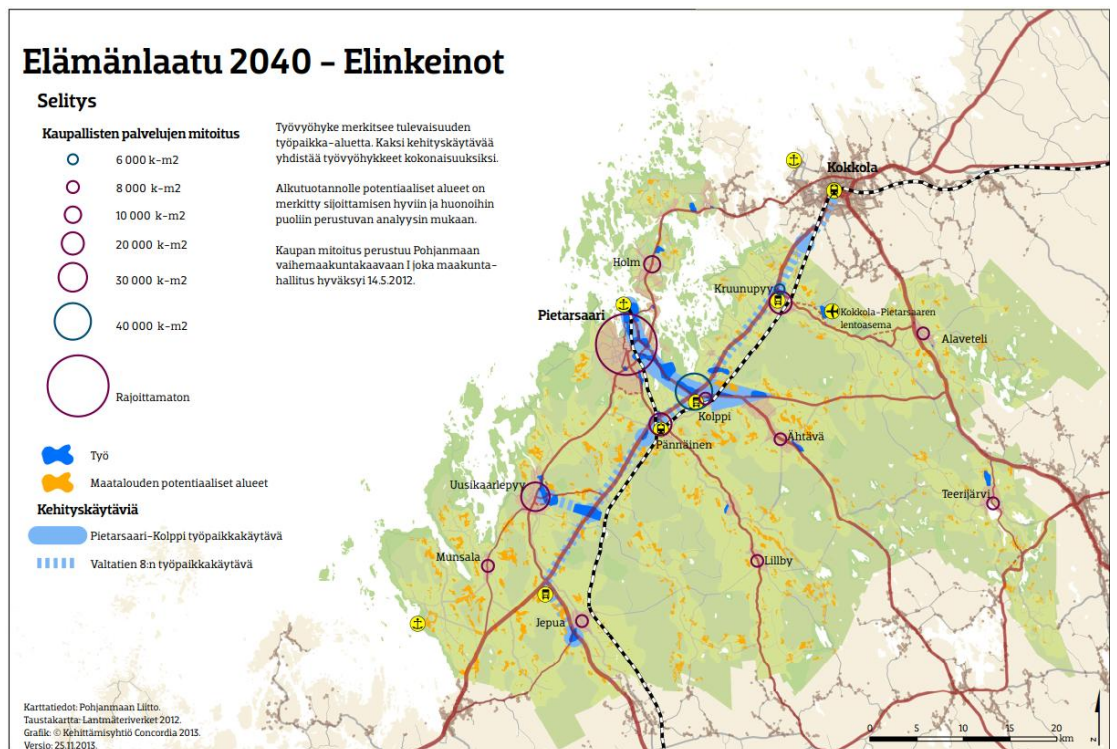 Elämänlaatu 2040 – Elinkeinot
Selitys
Kaupallisten palvelujen mitoitus
6 000 k-m2
8 000 k-m2
10 000 k-m2
20 000 k-m2
30 000 k-m2
40 000 k-m2
Rajoittamaton
Työ
Maatalouden potentiaaliset alueet
Kehityskäytäviä
Pietarsaari-Kolppi työpaikkakäytävä
Valtatien 8:n työpaikkakäytävä
Työvyöhyke merkitsee tulevaisuuden
työpaikka-aluetta. Kaksi kehityskäytävää
yhdistää työvyöhykkeet kokonaisuuksiksi.
Alkutuotannolle potentiaaliset alueet on
merkitty sijoittamisen hyviin ja huonoihin
puoliin perustuvan analyysin mukaan.
Kaupan mitoitus perustuu Pohjanmaan
vaihemaakuntakaavaan I joka maakunta-
hallitus hyväksyi 14.5.2012.
Kokkola
Holm
Kruunupyy
Pietarsaari
Kokkola-Pietarsaaren
lentoasema
Alaveteli
Kolppi
Pännäinen
Ähtävä
Uusikaarlepyy
Teerijärvi
Munsala
Lillby
Jepua
Karttatiedot: Pohjanmaan Liitto.
Taustakartta: Lantmäteriverket 2012.
Grafik: © Kehittämisyhtiö Concordia 2013.
Versio: 25.11.2013.
0 5 10 15 20
km
N